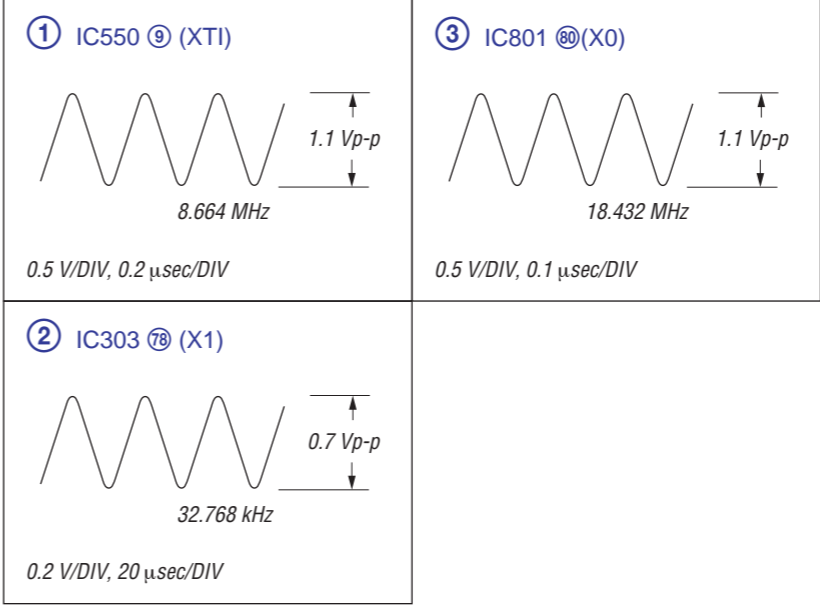 ① IC550 ⑨ (XTI)
1.1 Vp-p
8.664 MHz
0.5 V/DIV, 0.2 μsec/DIV
② IC303 78 (X1)
0.7 Vp-p
32.768 kHz
0.2 V/DIV, 20 μsec/DIV
③ IC801 80(X0)
1.1 Vp-p
18.432 MHz
0.5 V/DIV, 0.1 μsec/DIV